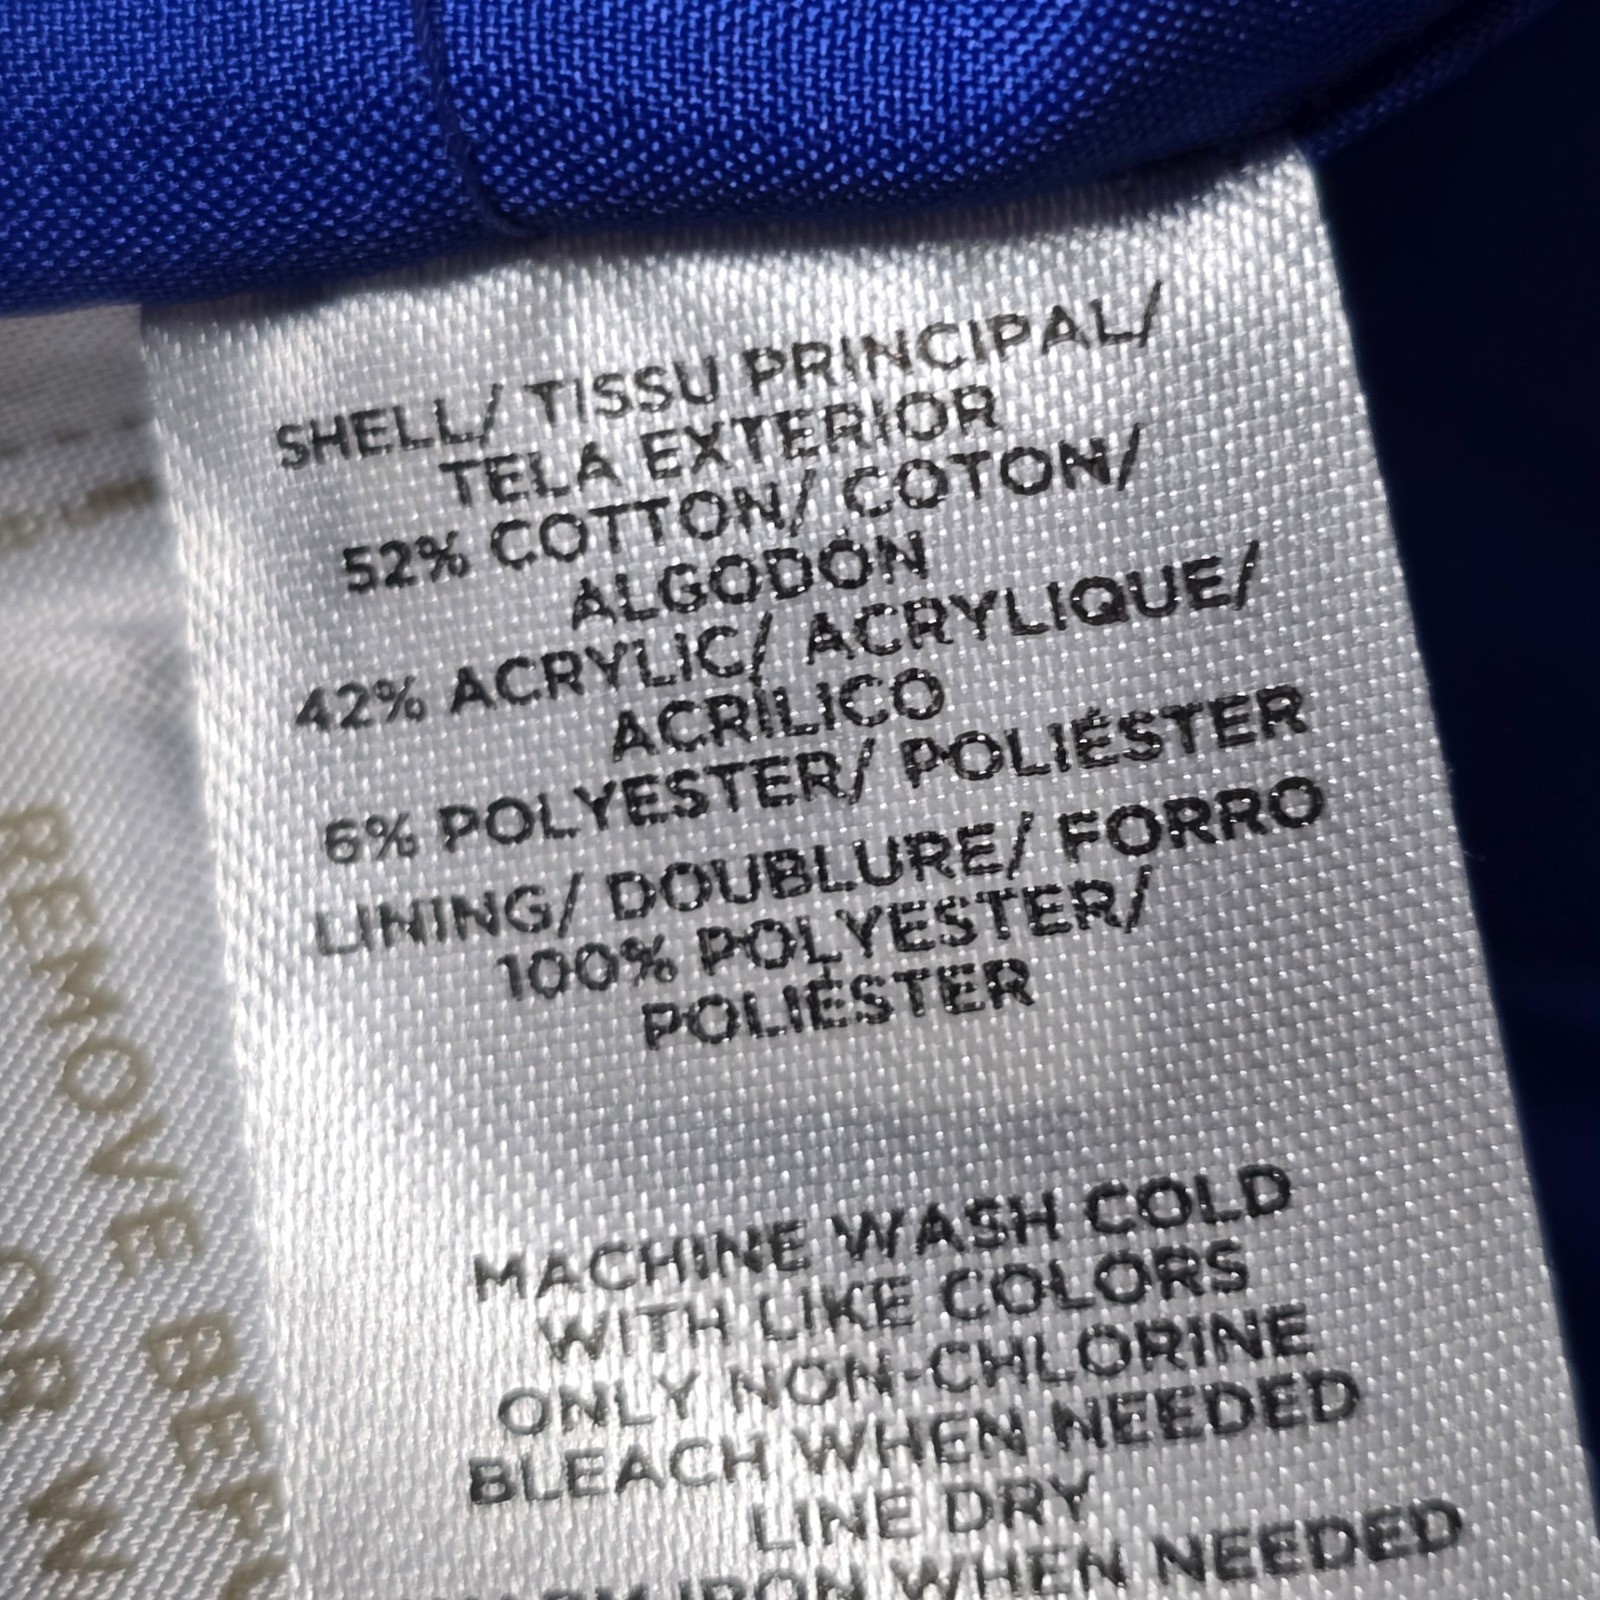 SHELL/ TISSU PRINCIPAL/
TELA EXTERIOR
52% COTTON/ COTON/
ALGODÓN
42% ACRYLIC/ ACRYLIQUE/
ACRÍLICO
6% POLYESTER/ POLIÉSTER
LINING/ DOUBLURE/ FORRO
100% POLYESTER/
POLIÉSTER
MACHINE WASH COLD
WITH LIKE COLORS
ONLY NON-CHLORINE
BLEACH WHEN NEEDED
LINE DRY
IRON WHEN NEEDED
REMOVE
OR